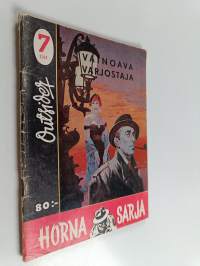 7
Outsider
VAINOAVA
VARJOSTAJA
80:-
HORNA SARJA